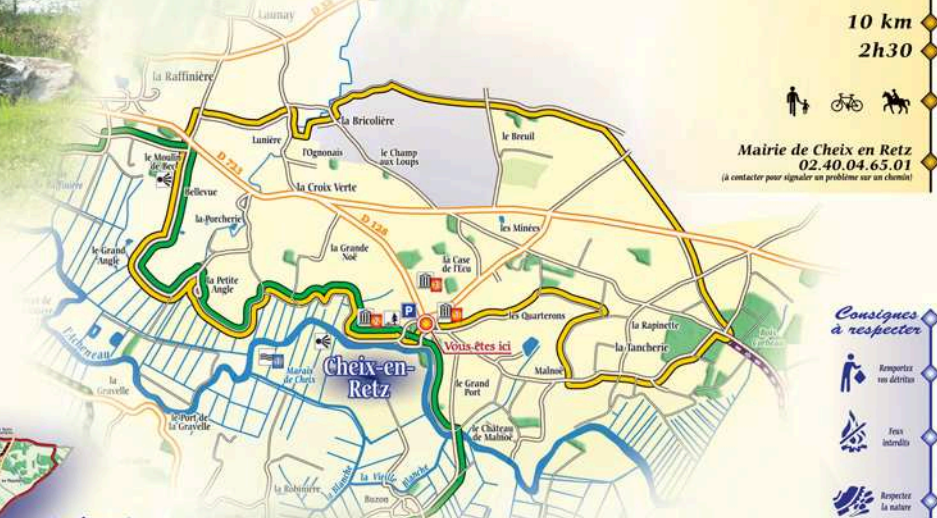 Launay
la Raffinière
la Bricolière
Lunière
l'Ognonais
le Champ
aux Loups
le Breuil
le Moulin
de Bel
D 723
Bellevue
la Croix Verte
la Porcherie
D 128
les Minées
le Grand
Angle
la Grande
Noë
la Case
de l'Ecu
la Petite
Angle
P
les Quarterons
la Rapinette
la Tancherie
Vous êtes ici
Cheix-en-
Retz
Malnoë
l'Acheneau
Marais
de Cheix
la
Gravelle
le Grand
Port
le Port de
la Gravelle
le Château
de Malnoë
la Robinière
la Blanche
la Vieille Blanche
Buzon
10 km
2h30
Mairie de Cheix en Retz
02.40.04.65.01
(à contacter pour signaler un problème sur un chemin)
Consignes
à respecter
Remportez
vos détritus
Feux
interdits
Respectez
la nature